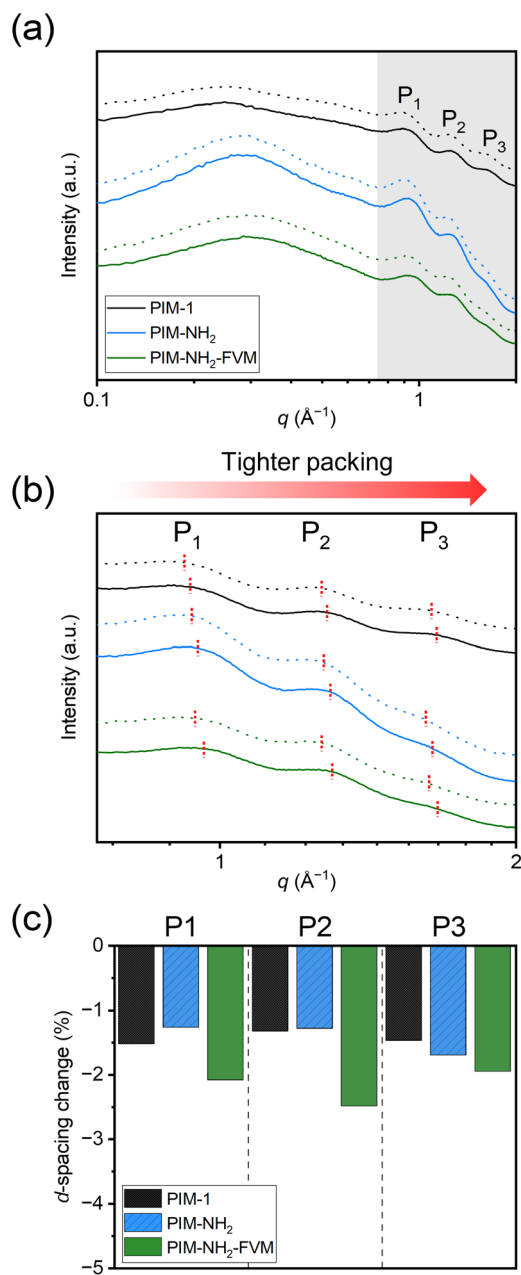 (a)
P₁
P₂
P₃
Intensity (a.u.)
PIM-1
PIM-NH₂
PIM-NH₂-FVM
0.1
1
q (Å⁻¹)
Tighter packing
(b)
P₁
P₂
P₃
Intensity (a.u.)
1
2
q (Å⁻¹)
(c)
P1
P2
P3
0
−1
−2
−3
−4
−5
d-spacing change (%)
PIM-1
PIM-NH₂
PIM-NH₂-FVM